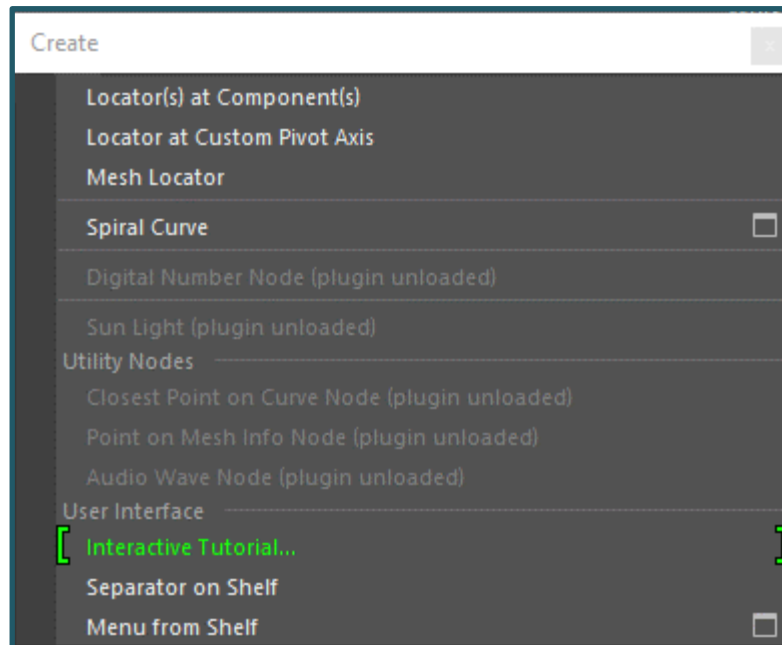 Create
x
Locator(s) at Component(s)
Locator at Custom Pivot Axis
Mesh Locator
Spiral Curve
Digital Number Node (plugin unloaded)
Sun Light (plugin unloaded)
Utility Nodes
Closest Point on Curve Node (plugin unloaded)
Point on Mesh Info Node (plugin unloaded)
Audio Wave Node (plugin unloaded)
User Interface
Interactive Tutorial...
Separator on Shelf
Menu from Shelf